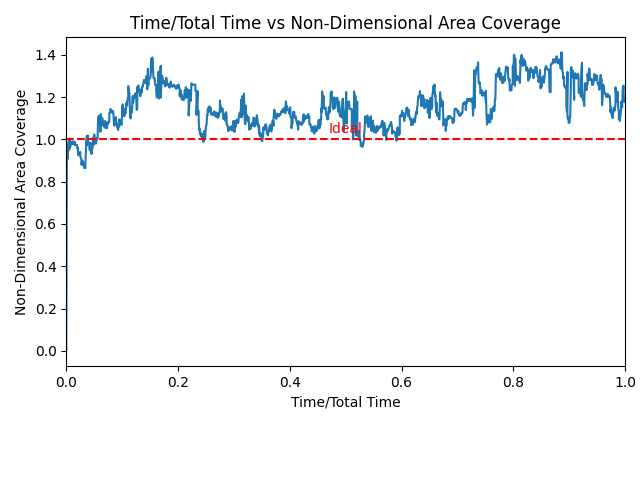 Time/Total Time vs Non-Dimensional Area Coverage
Non-Dimensional Area Coverage
1.4
1.2
1.0
0.8
0.6
0.4
0.2
0.0
Ideal
0.0 0.2 0.4 0.6 0.8 1.0
Time/Total Time